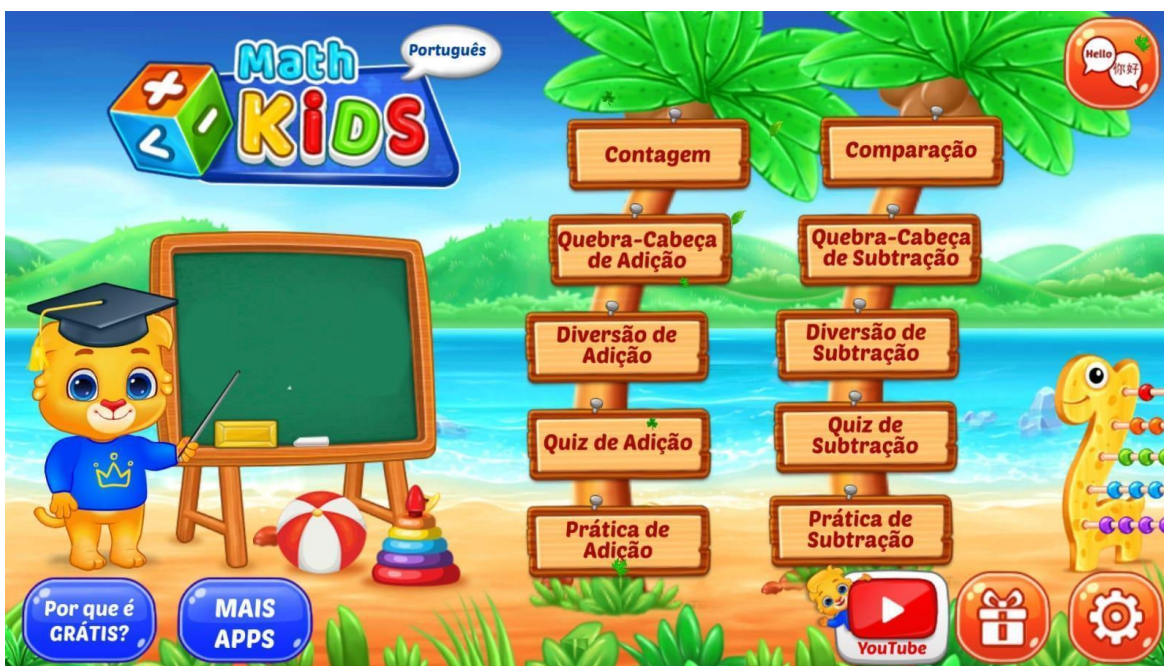 Math
KiDS
Português
Hello
你好
Contagem
Comparação
Quebra-Cabeça
de Adição
Quebra-Cabeça
de Subtração
Diversão de
Adição
Diversão de
Subtração
Quiz de Adição
Quiz de
Subtração
Prática de
Adição
Prática de
Subtração
Por que é
GRÁTIS?
MAIS
APPS
YouTube